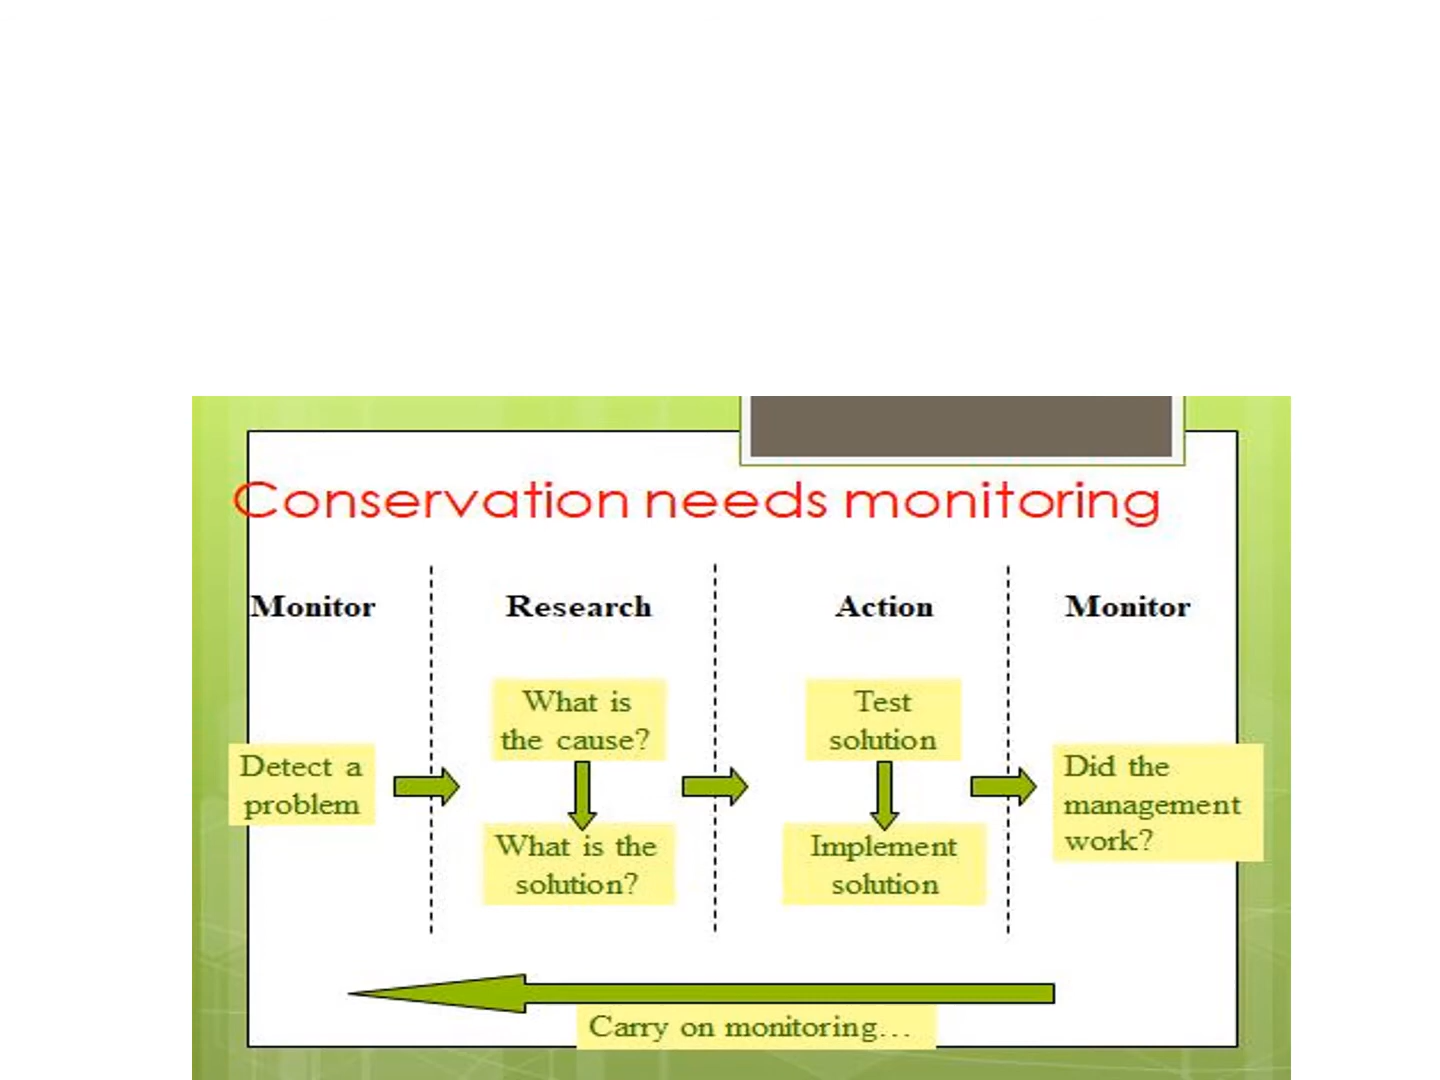 Conservation needs monitoring
Monitor
Research
Action
Monitor
Detect a
problem
What is
the cause?
What is the
solution?
Test
solution
Implement
solution
Did the
management
work?
Carry on monitoring...